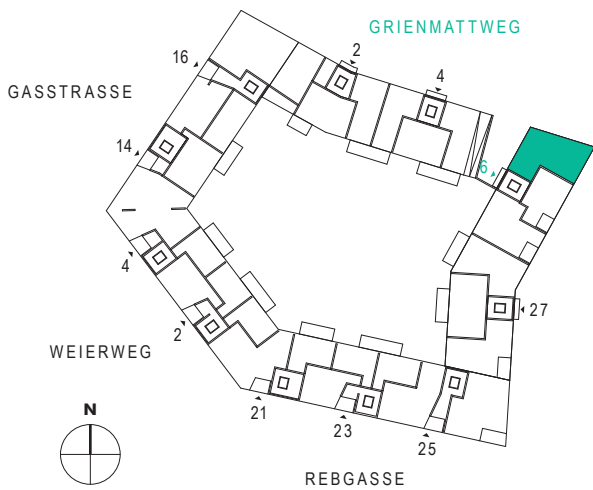 GRIENMATTWEG
2
16
4
GASSTRASSE
14
6
4
27
2
WEIERWEG
N
21
23
25
REBGASSE